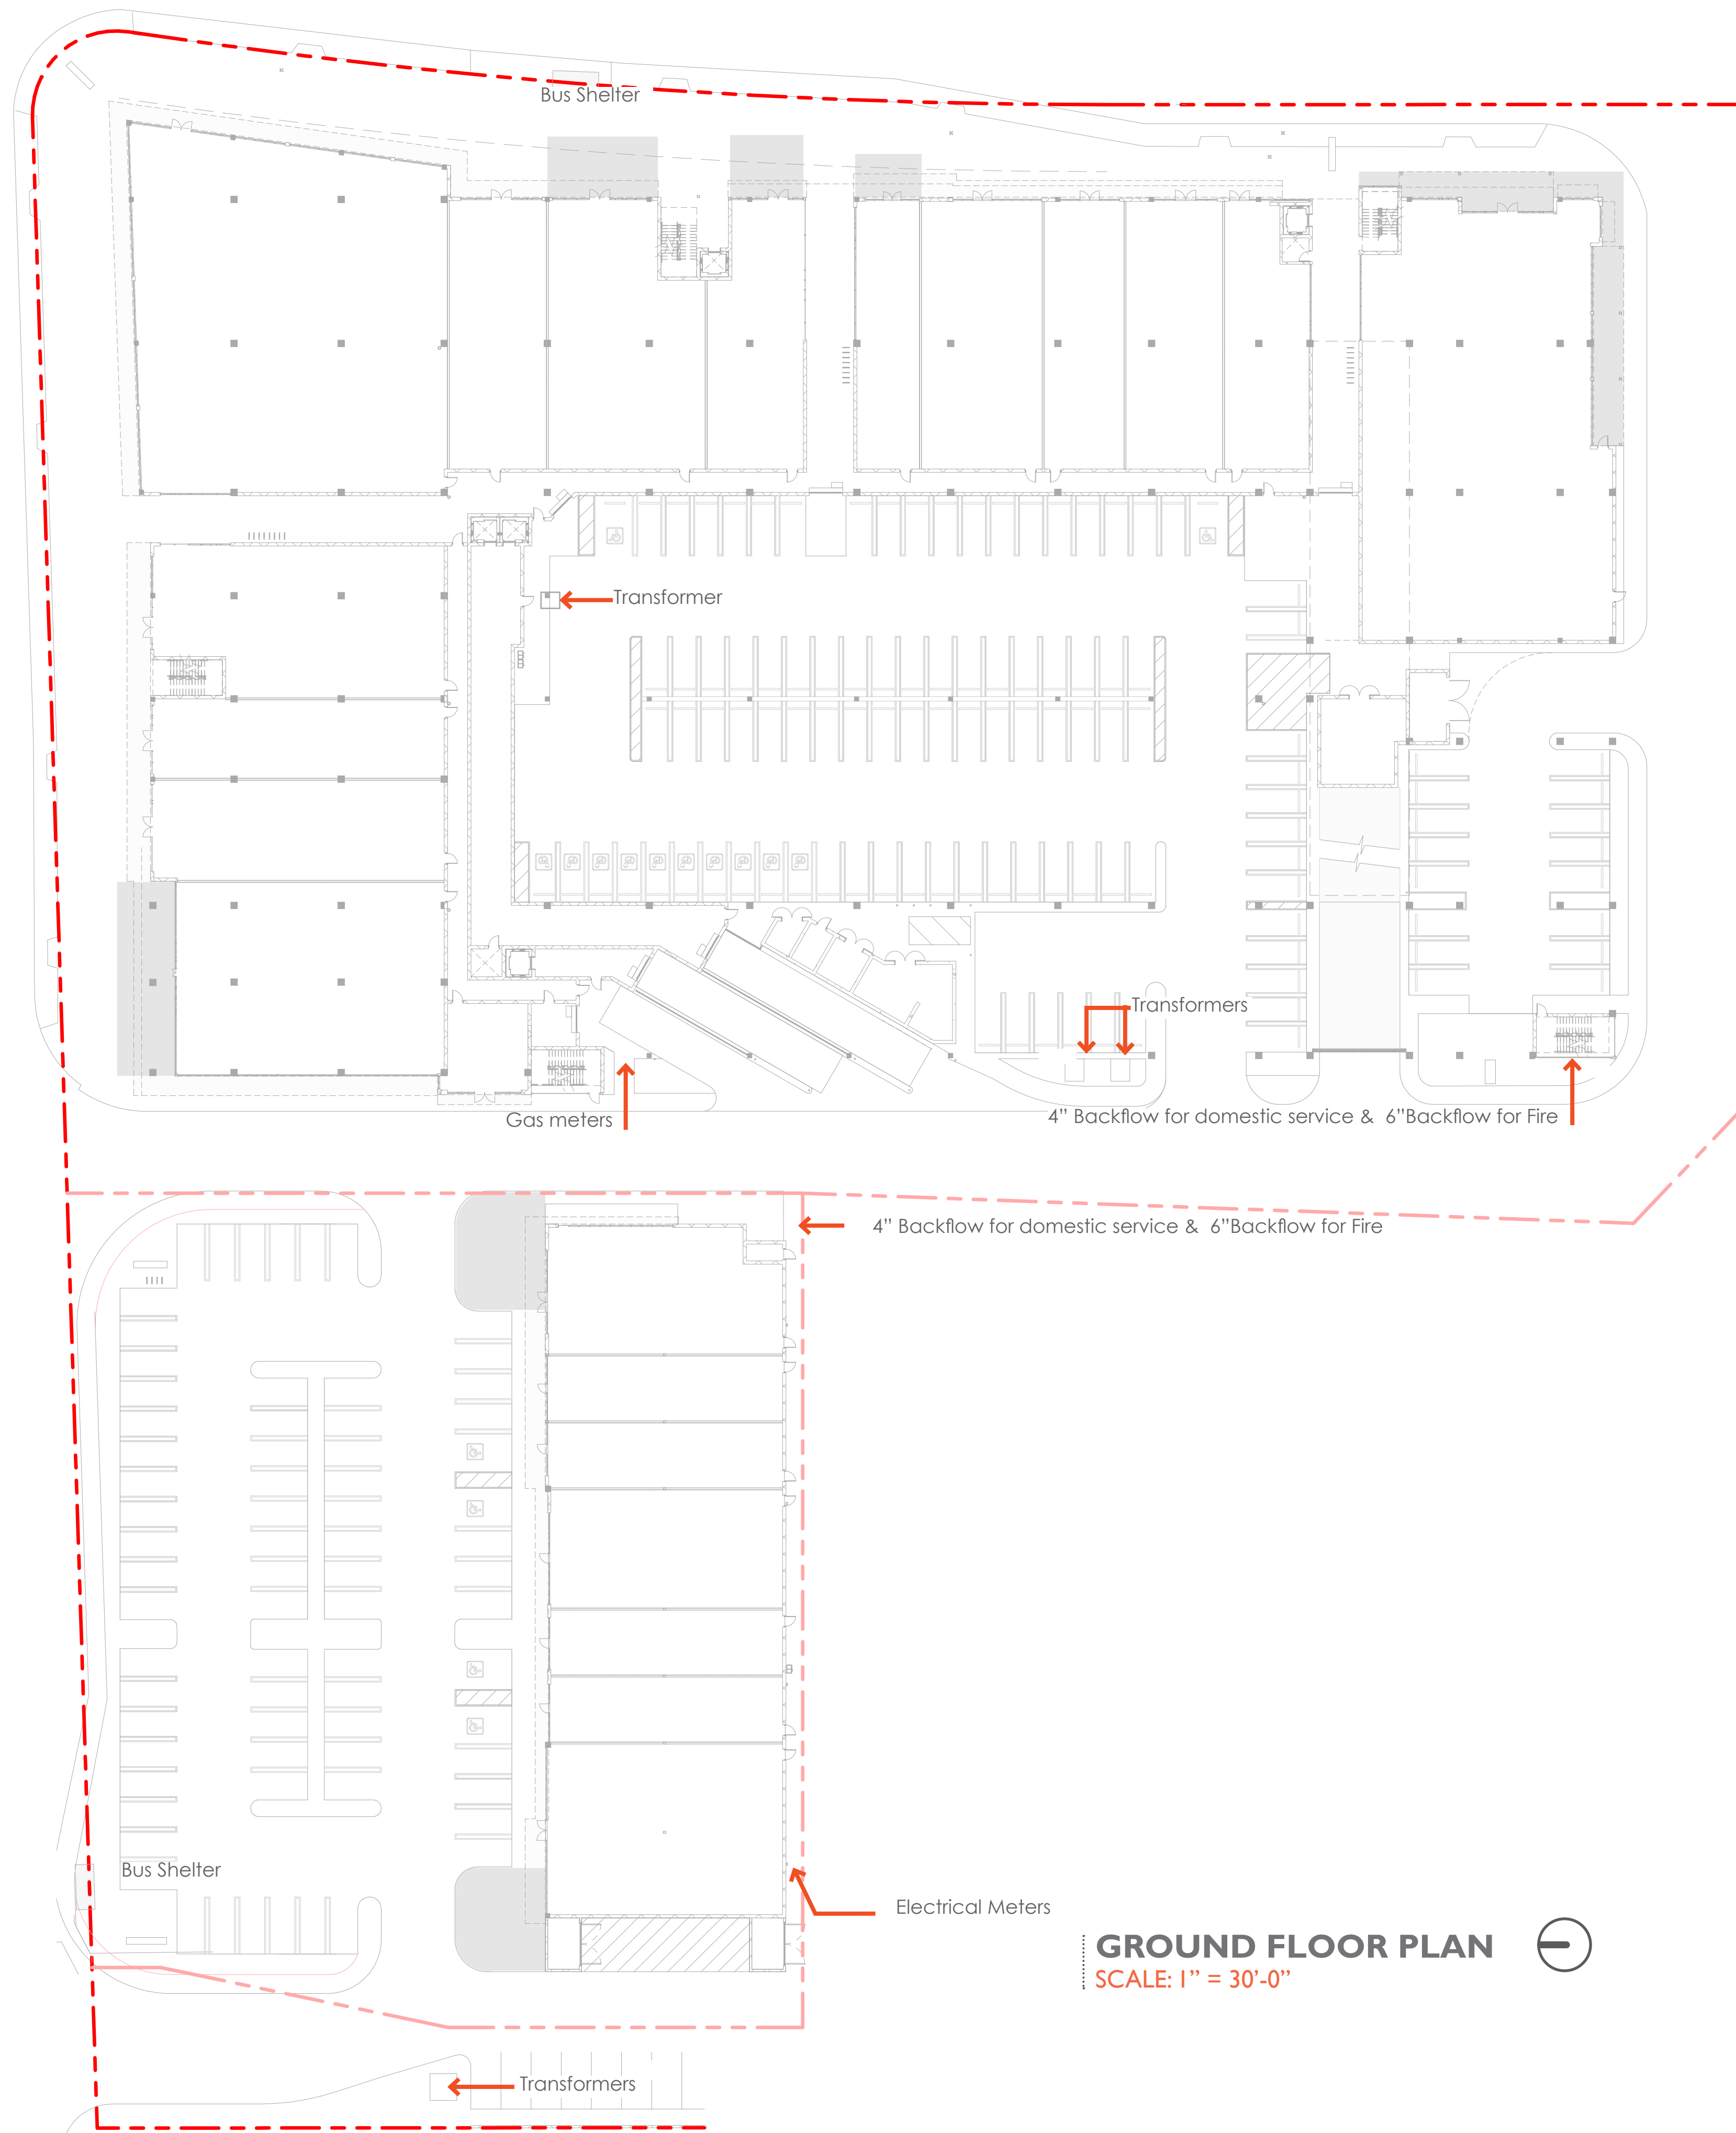 Bus Shelter
Transformer
Transformers
Gas meters
4” Backflow for domestic service & 6”Backflow for Fire
4” Backflow for domestic service & 6”Backflow for Fire
Bus Shelter
Electrical Meters
GROUND FLOOR PLAN
SCALE: 1” = 30’-0”
Transformers